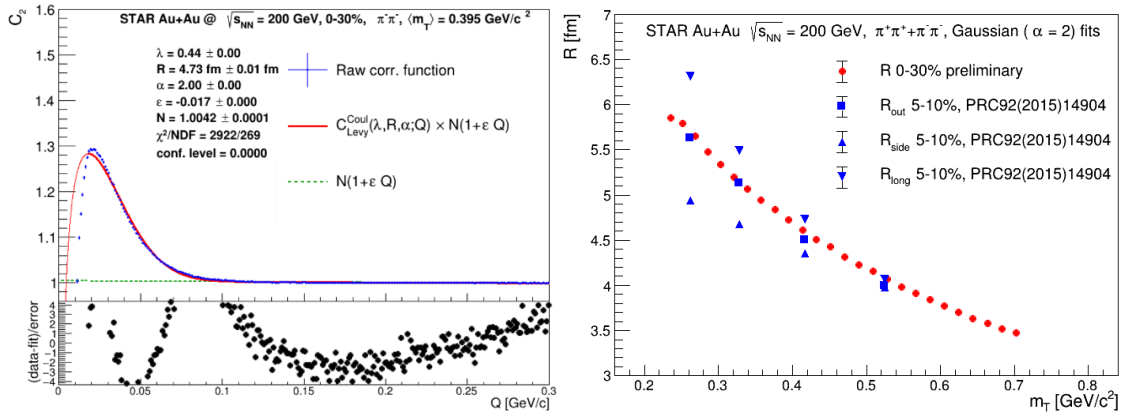 STAR Au+Au @ √sNN = 200 GeV, 0-30%, π⁻π⁻, ⟨mT⟩ = 0.395 GeV/c²
C₂
1.6
1.5
1.4
1.3
1.2
1.1
1
λ = 0.44 ± 0.00
R = 4.73 fm ± 0.01 fm
α = 2.00 ± 0.00
ε = -0.017 ± 0.000
N = 1.0042 ± 0.0001
χ²/NDF = 2922/269
conf. level = 0.0000
Raw corr. function
C Coul Levy (λ,R,α;Q) × N(1+ε Q)
N(1+ε Q)
(data-fit)/error
4
3
2
1
0
−1
−2
−3
−4
0 0.05 0.1 0.15 0.2 0.25 0.3
Q [GeV/c]
STAR Au+Au √sNN = 200 GeV, π⁺π⁺+π⁻π⁻, Gaussian ( α = 2) fits
R [fm]
7
6.5
6
5.5
5
4.5
4
3.5
3
R 0-30% preliminary
Rout 5-10%, PRC92(2015)14904
Rside 5-10%, PRC92(2015)14904
Rlong 5-10%, PRC92(2015)14904
0.2 0.3 0.4 0.5 0.6 0.7 0.8
mT [GeV/c²]